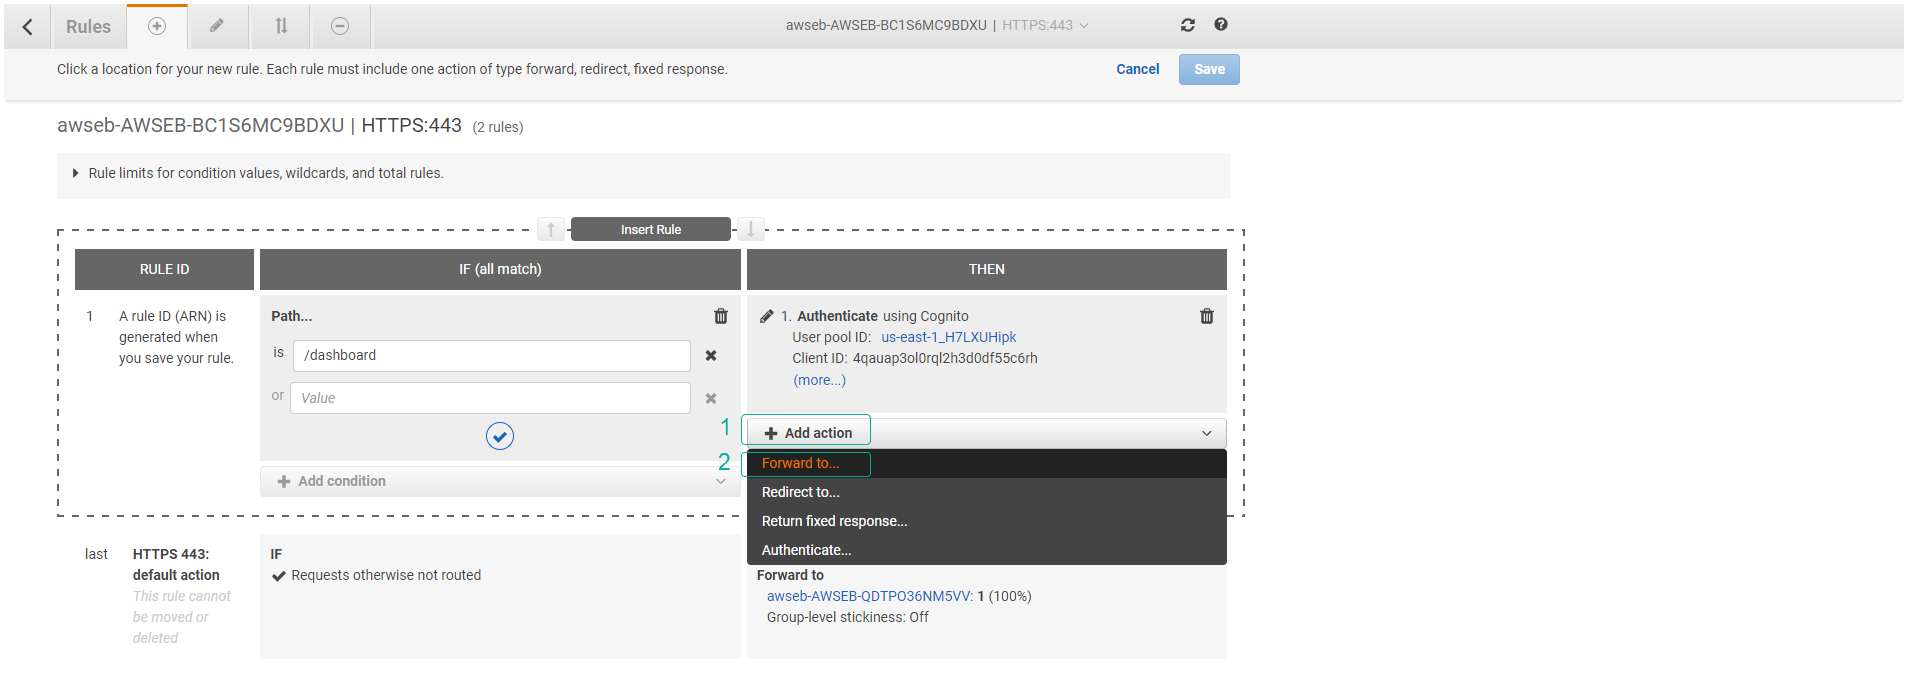 Rules
awseb-AWSEB-BC1S6MC9BDXU | HTTPS:443
Click a location for your new rule. Each rule must include one action of type forward, redirect, fixed response.
Cancel
Save
awseb-AWSEB-BC1S6MC9BDXU | HTTPS:443 (2 rules)
Rule limits for condition values, wildcards, and total rules.
Insert Rule
RULE ID
IF (all match)
THEN
1
A rule ID (ARN) is
generated when
you save your rule.
Path...
is /dashboard
or Value
Add condition
1. Authenticate using Cognito
User pool ID: us-east-1_H7LXUHipk
Client ID: 4qauap3ol0rql2h3d0df55c6rh
(more...)
1 Add action
2 Forward to...
Redirect to...
Return fixed response...
Authenticate...
last
HTTPS 443:
default action
This rule cannot
be moved or
deleted
IF
Requests otherwise not routed
Forward to
awseb-AWSEB-QDTPO36NM5VV: 1 (100%)
Group-level stickiness: Off